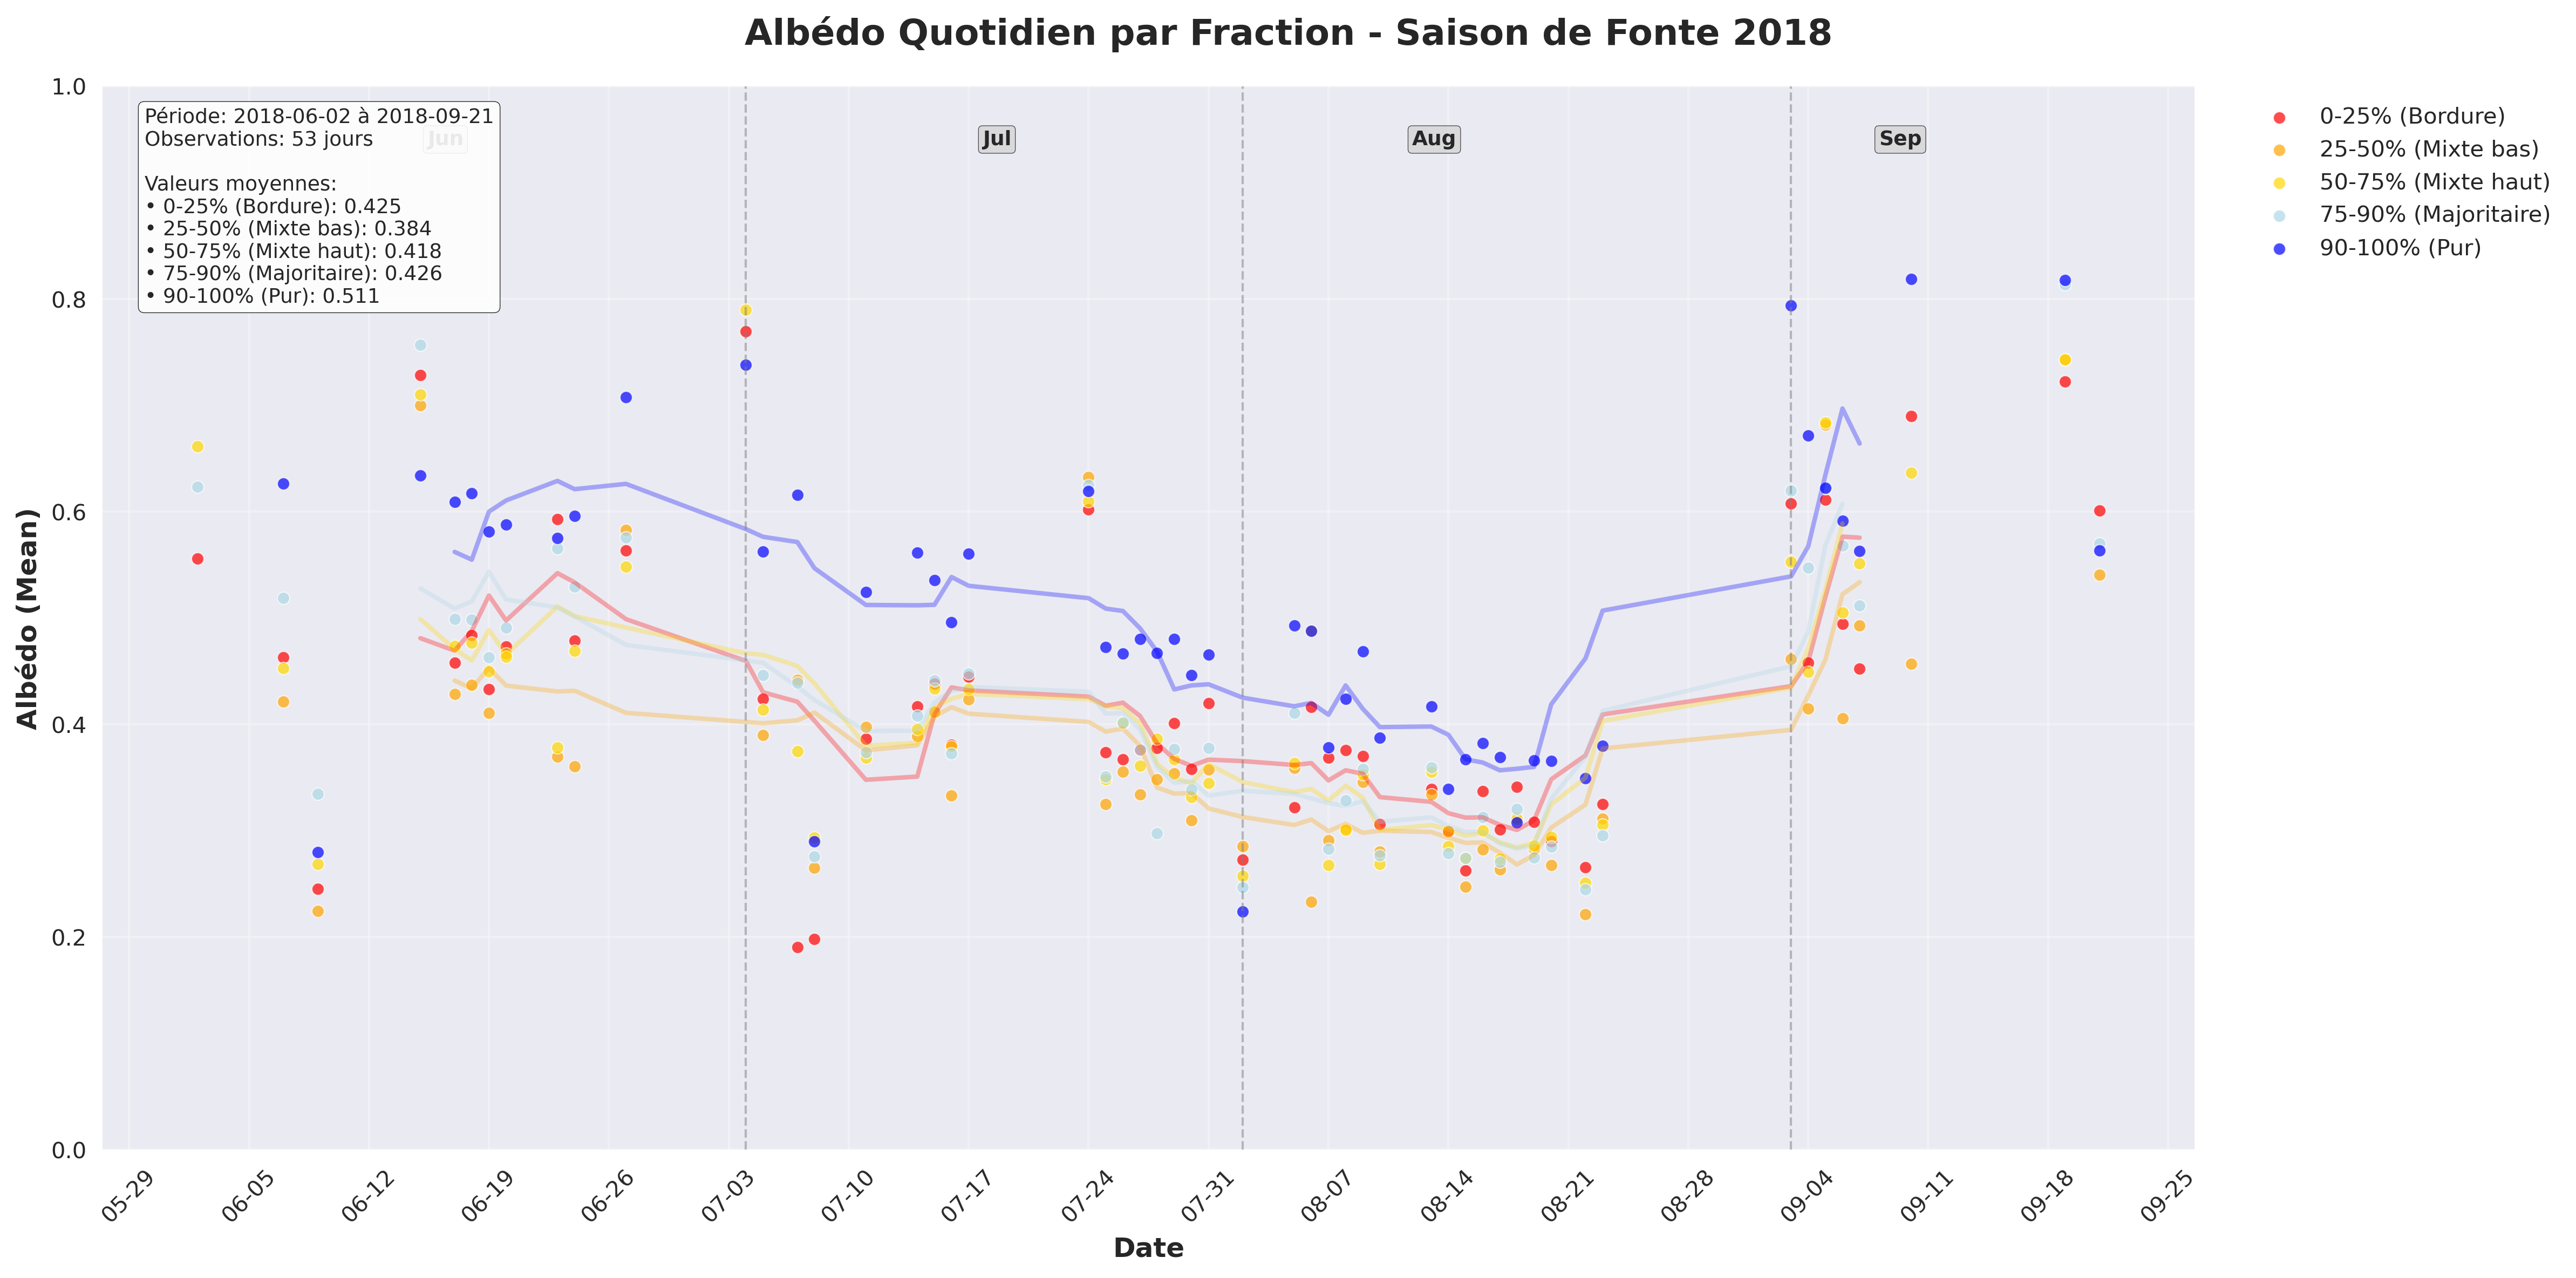 Albédo Quotidien par Fraction - Saison de Fonte 2018
1.0
0.8
0.6
0.4
0.2
0.0
Albédo (Mean)
Période: 2018-06-02 à 2018-09-21
Observations: 53 jours
Valeurs moyennes:
• 0-25% (Bordure): 0.425
• 25-50% (Mixte bas): 0.384
• 50-75% (Mixte haut): 0.418
• 75-90% (Majoritaire): 0.426
• 90-100% (Pur): 0.511
Jun
Jul
Aug
Sep
0-25% (Bordure)
25-50% (Mixte bas)
50-75% (Mixte haut)
75-90% (Majoritaire)
90-100% (Pur)
05-29
06-05
06-12
06-19
06-26
07-03
07-10
07-17
07-24
07-31
08-07
08-14
08-21
08-28
09-04
09-11
09-18
09-25
Date